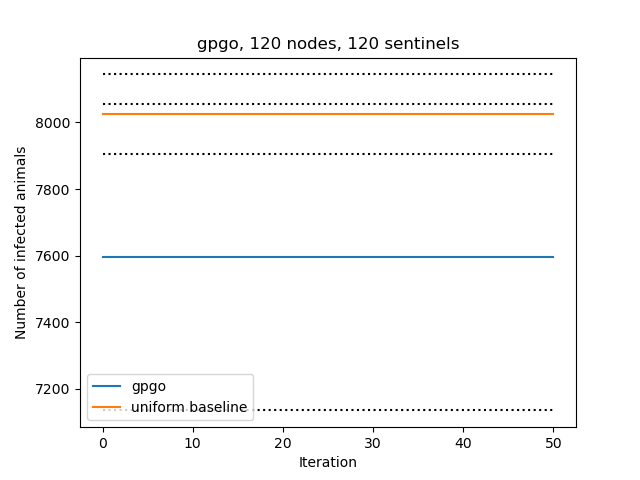 gpgo, 120 nodes, 120 sentinels
Number of infected animals
8000
7800
7600
7400
7200
gpgo
uniform baseline
0 10 20 30 40 50
Iteration